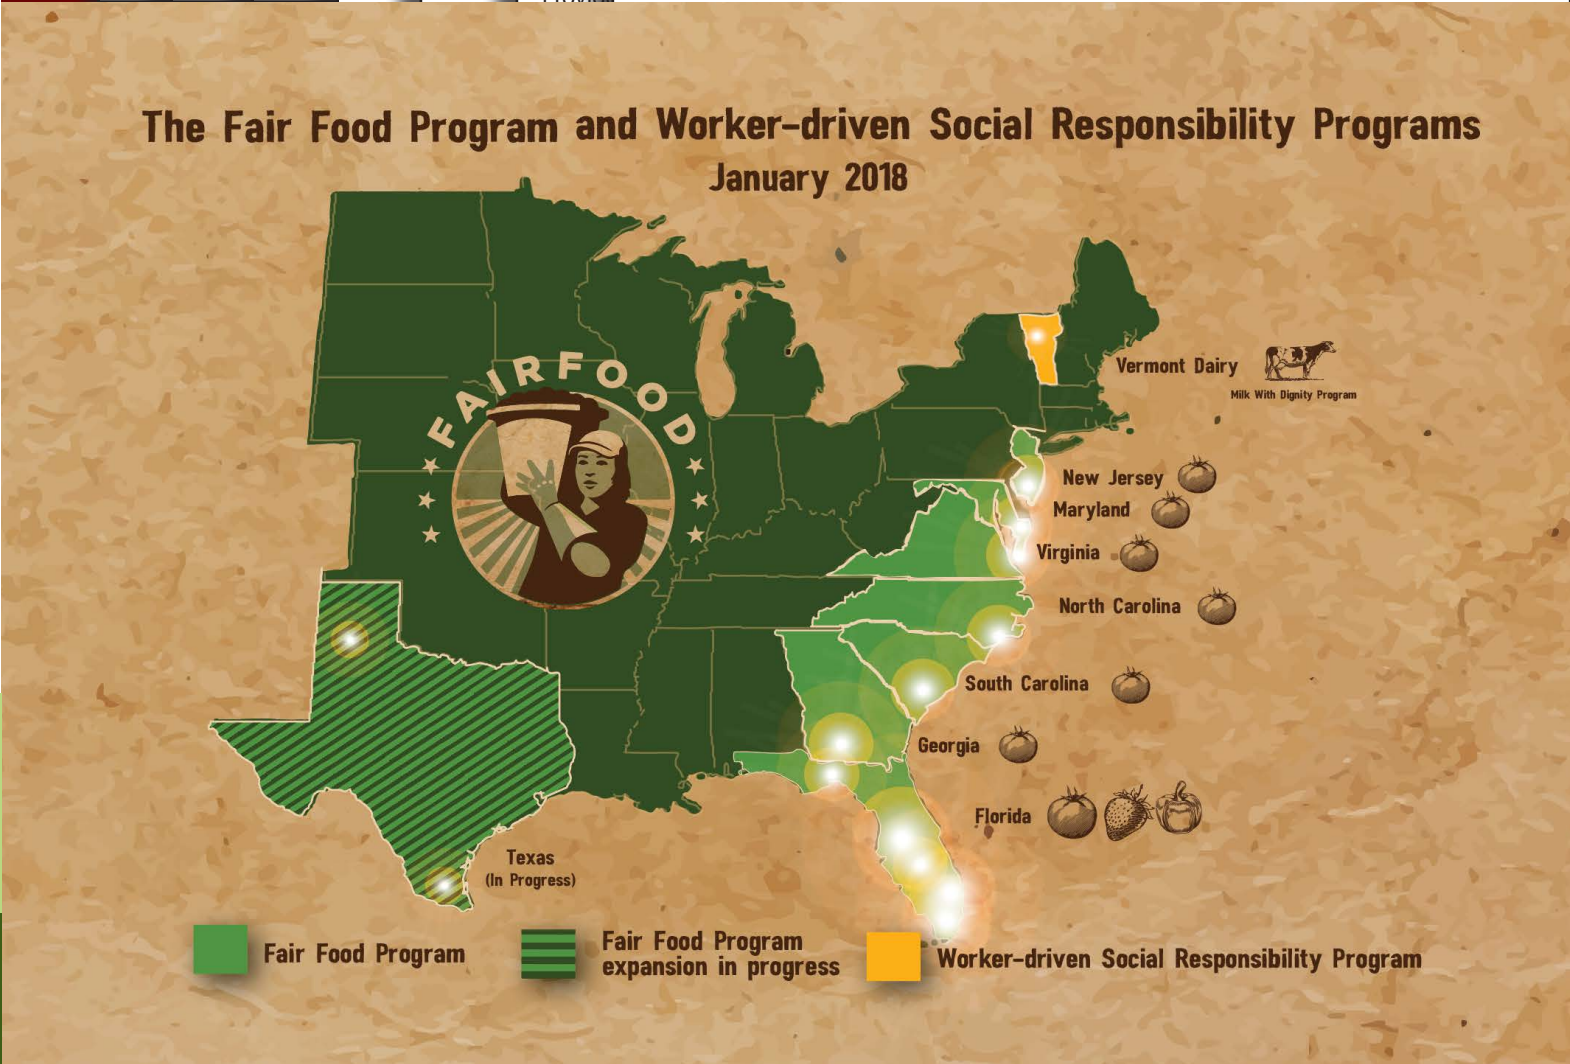 The Fair Food Program and Worker-driven Social Responsibility Programs
January 2018
FAIRFOOD
Vermont Dairy
Milk With Dignity Program
New Jersey
Maryland
Virginia
North Carolina
South Carolina
Georgia
Florida
Texas
(In Progress)
Fair Food Program
Fair Food Program
expansion in progress
Worker-driven Social Responsibility Program